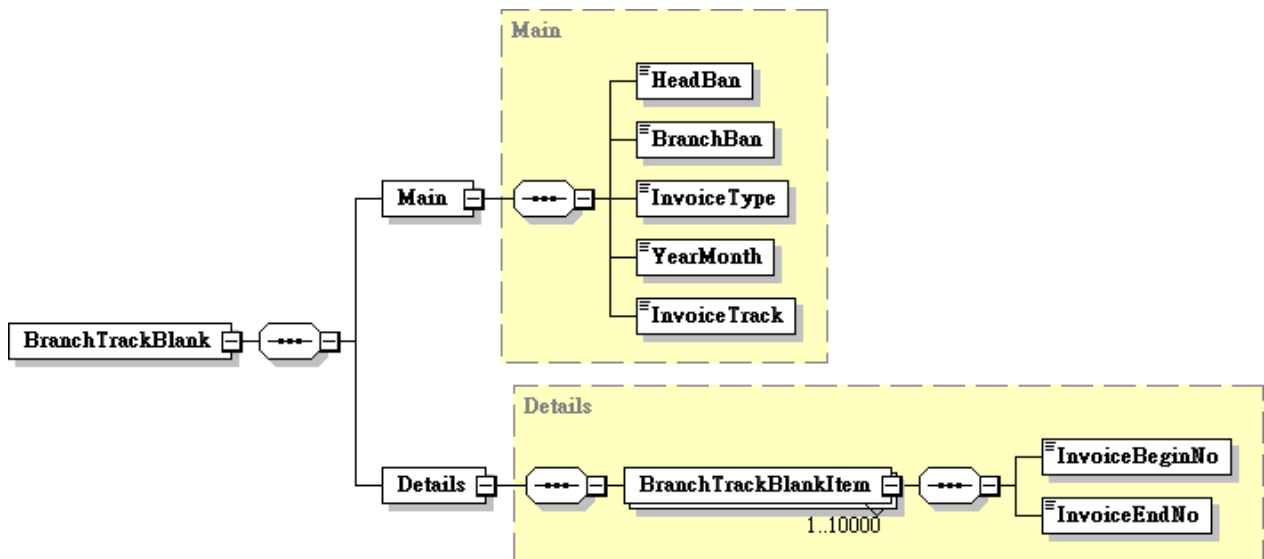 Main
HeadBan
BranchBan
InvoiceType
Main
YearMonth
InvoiceTrack
BranchTrackBlank
Details
InvoiceBeginNo
Details
BranchTrackBlankItem
InvoiceEndNo
1..10000